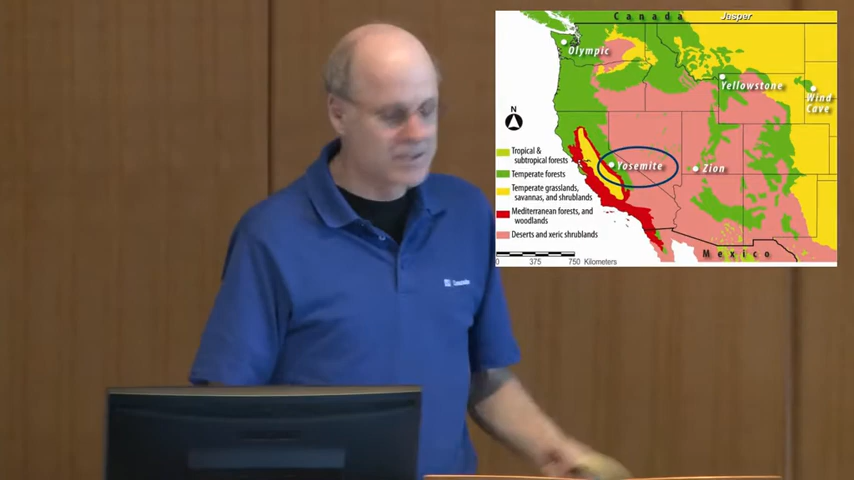 Canada
Jasper
Olympic
Yellowstone
Wind
Cave
N
Tropical &
subtropical forests
Yosemite
Zion
Temperate forests
Temperate grasslands,
savannas, and shrublands
Mediterranean forests, and
woodlands
Deserts and xeric shrublands
Mexico
0 375 750 Kilometers